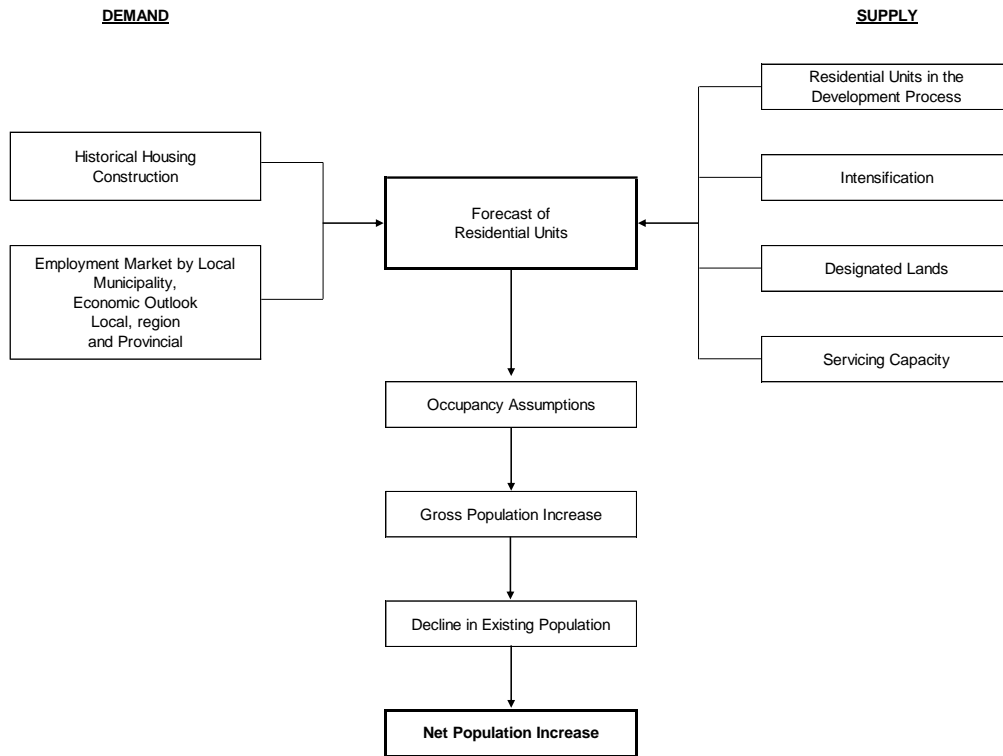 DEMAND
SUPPLY
Historical Housing
Construction
Employment Market by Local
Municipality,
Economic Outlook
Local, region
and Provincial
Forecast of
Residential Units
Residential Units in the
Development Process
Intensification
Designated Lands
Servicing Capacity
Occupancy Assumptions
Gross Population Increase
Decline in Existing Population
Net Population Increase